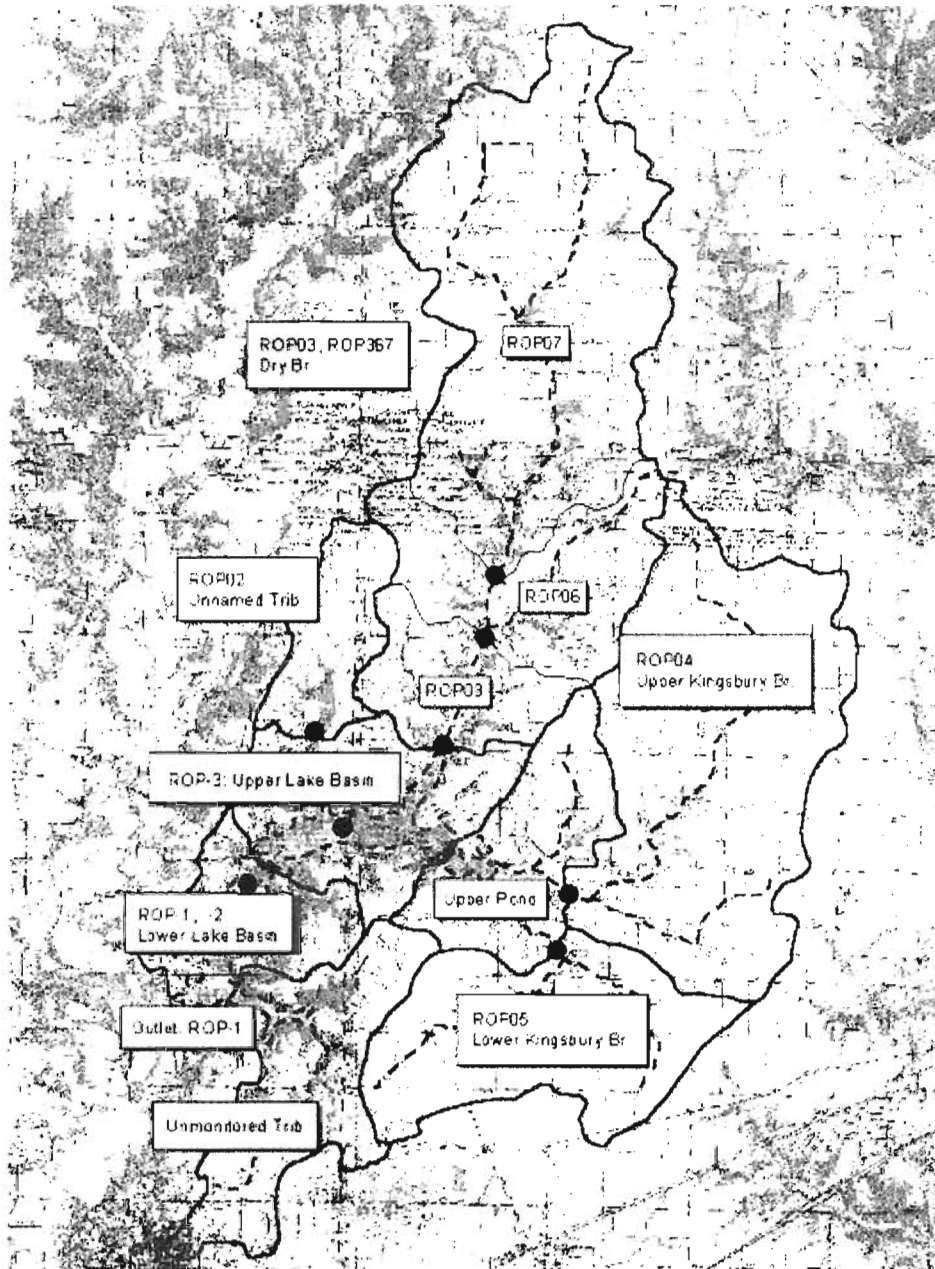 ROP07
ROP03, ROP367
Dry Br
ROP02
Unnamed Trib
ROP06
ROP04
Upper Kingsbury Br.
ROP03
ROP-3: Upper Lake Basin
Upper Pond
ROP-1, -2
Lower Lake Basin
ROP05
Lower Kingsbury Br
Outlet: ROP-1
Unmonitored Trib